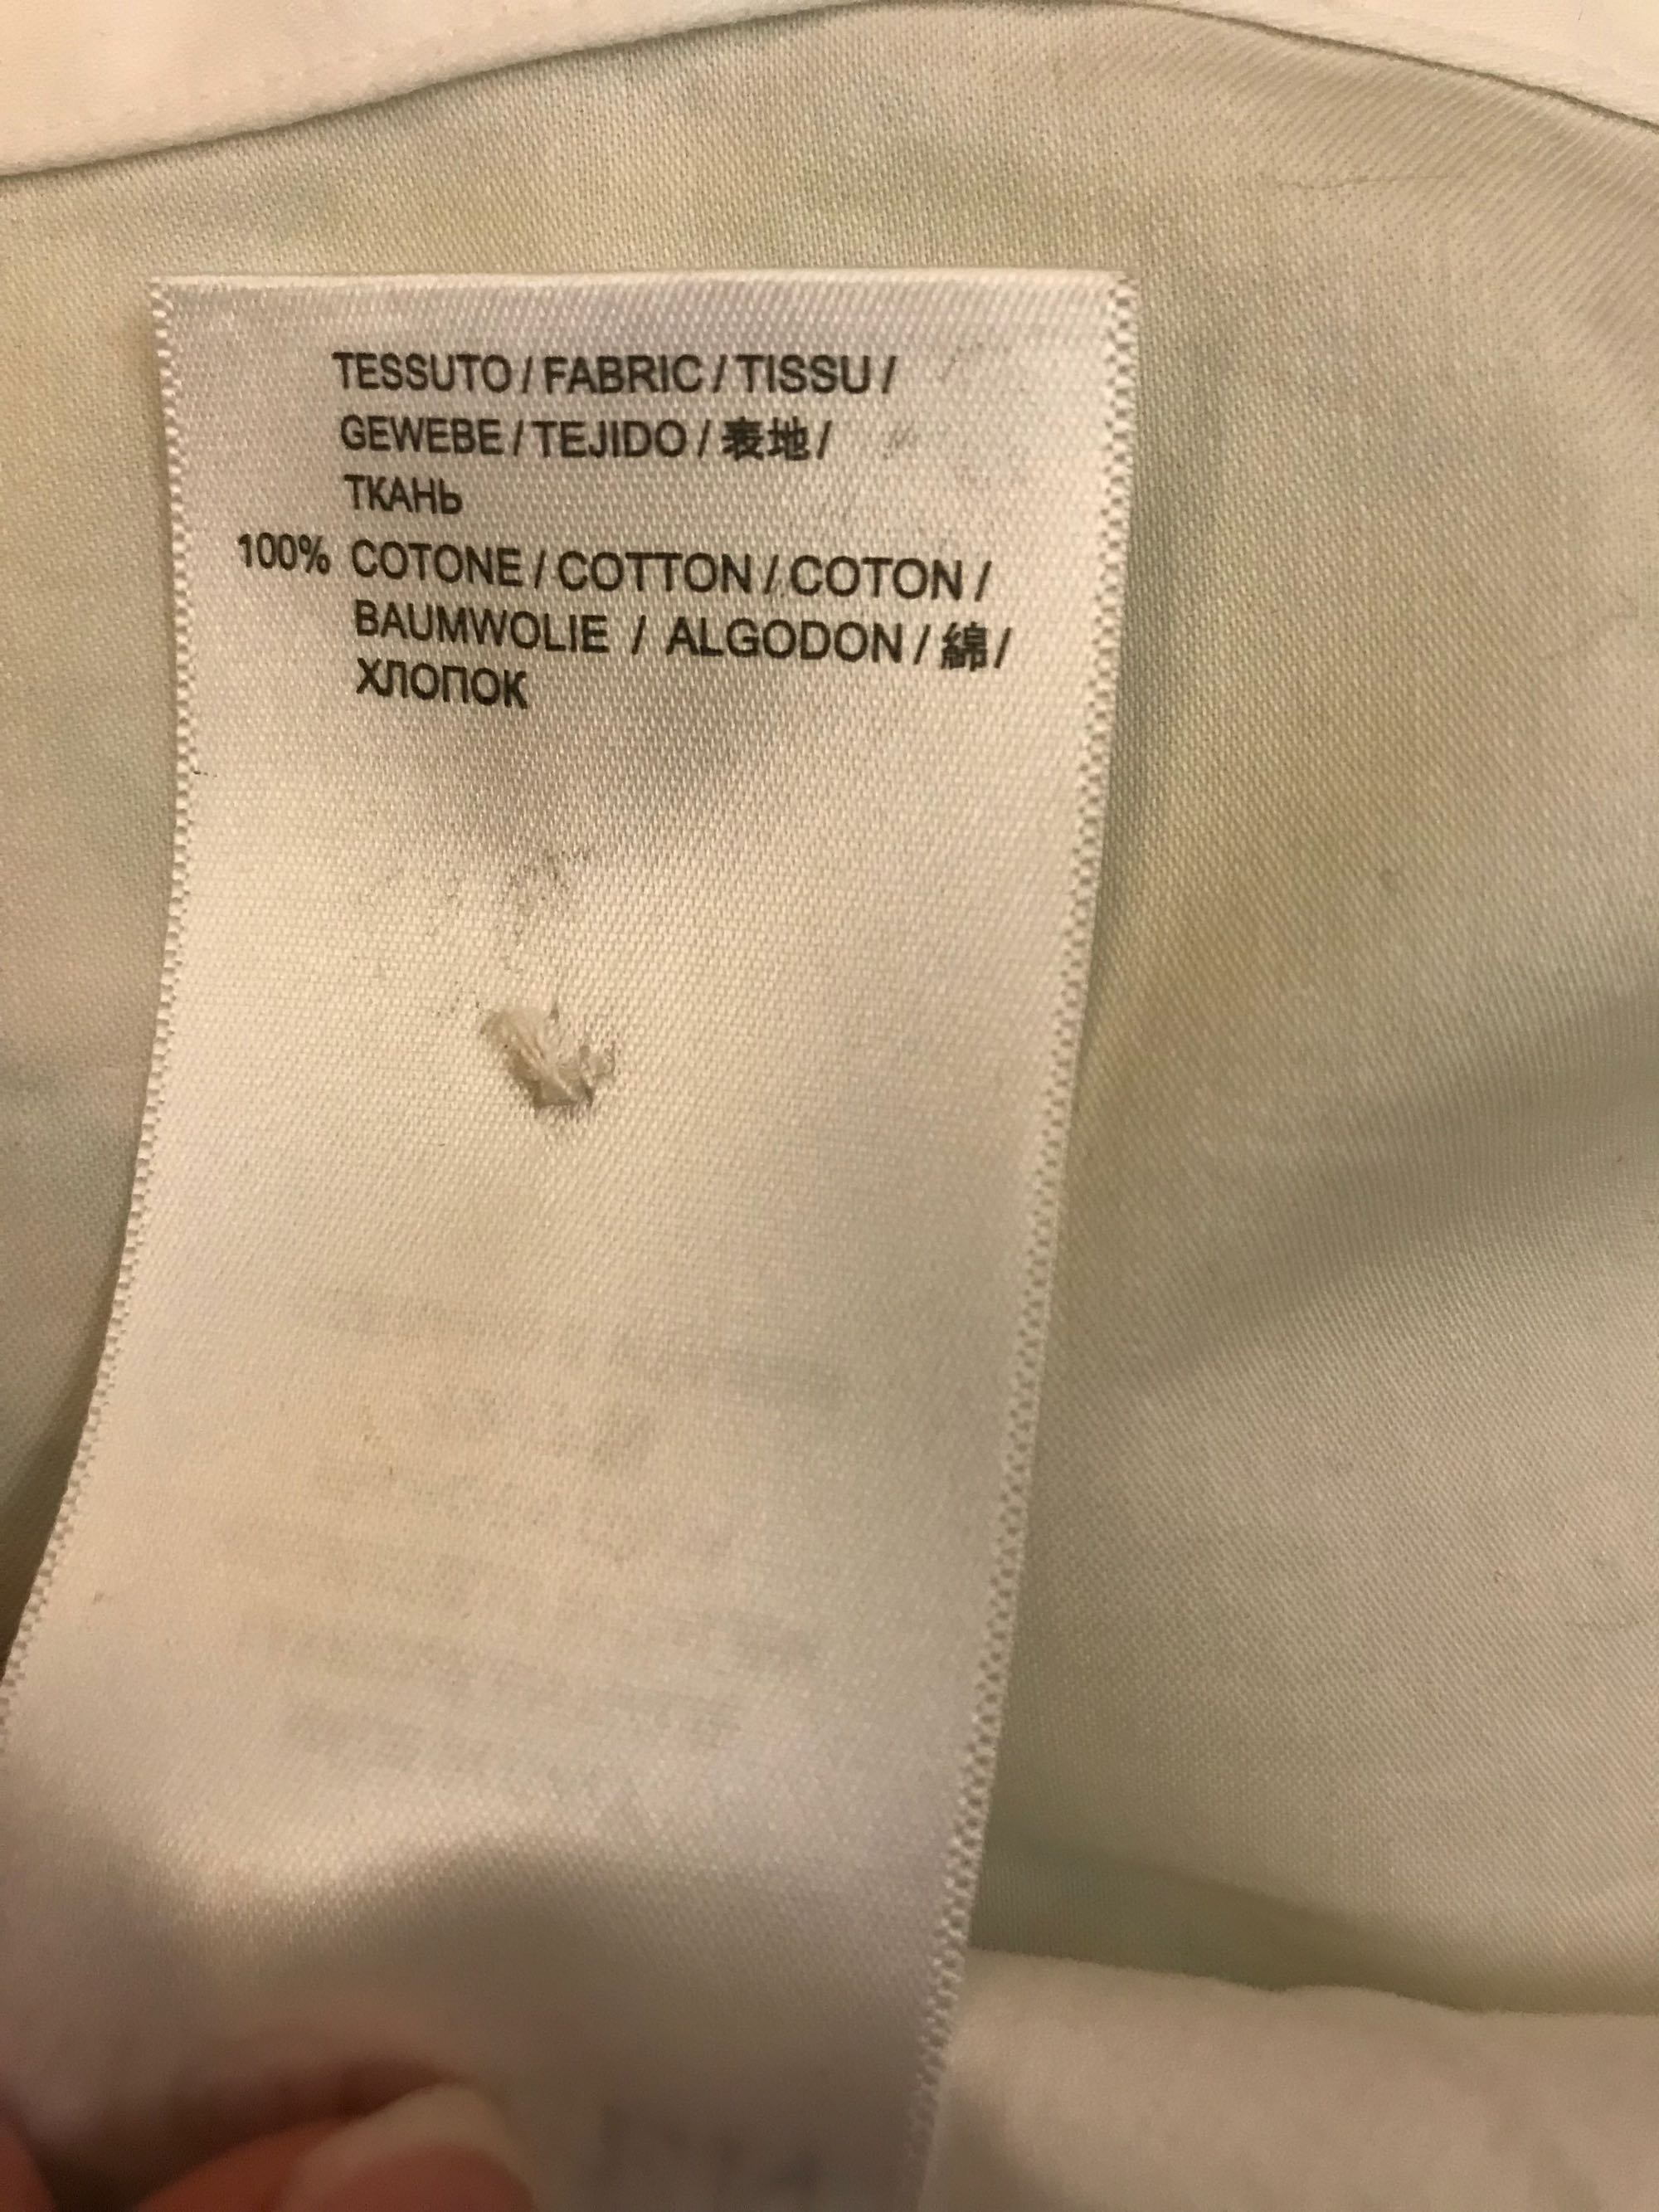 TESSUTO / FABRIC / TISSU /
GEWEBE / TEJIDO / 表地 /
ТКАНЬ
100% COTONE / COTTON / COTON /
BAUMWOLIE / ALGODON / 綿 /
ХЛОПОК